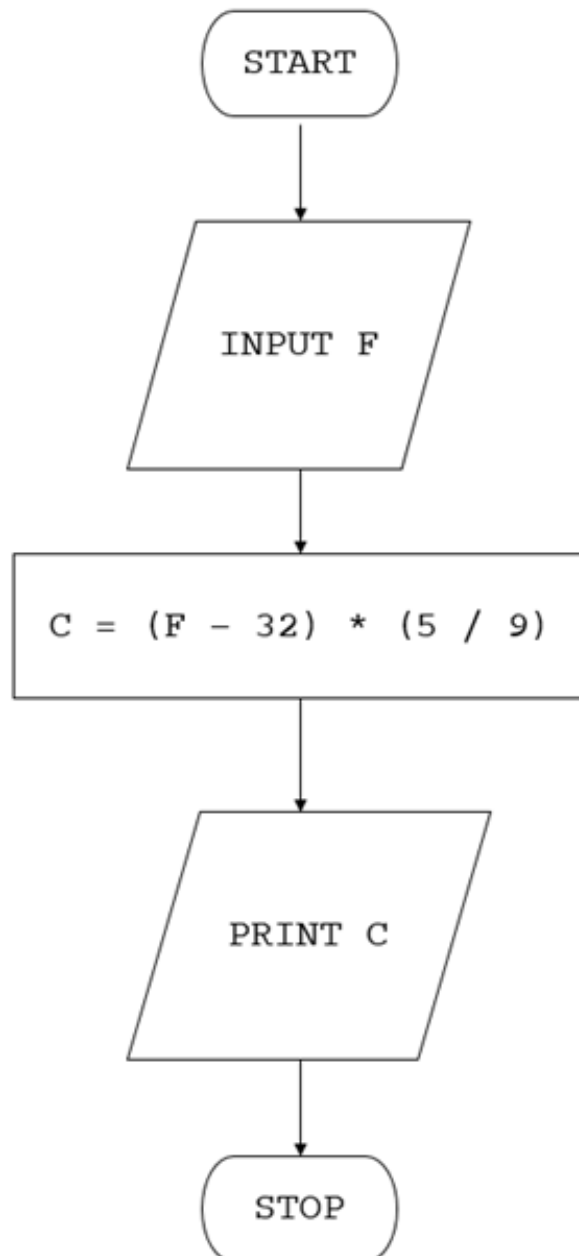 START
INPUT F
C = (F – 32) * (5 / 9)
PRINT C
STOP